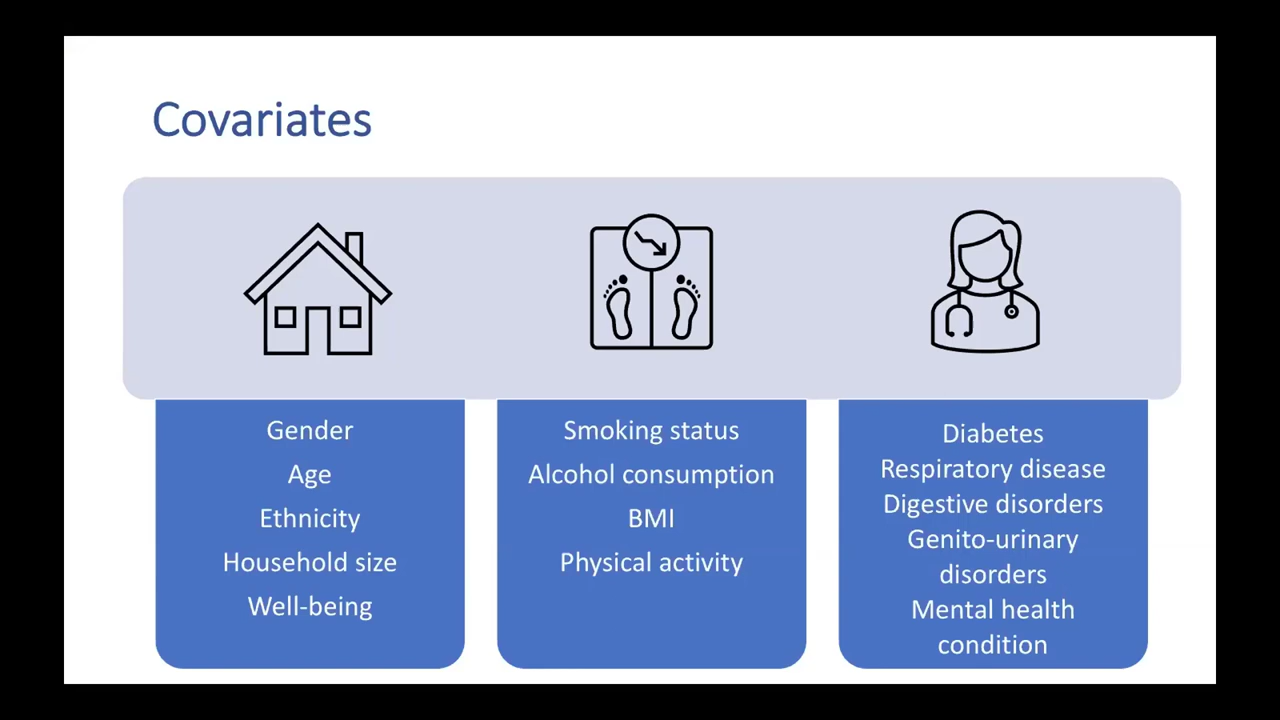 Covariates
Gender
Age
Ethnicity
Household size
Well-being
Smoking status
Alcohol consumption
BMI
Physical activity
Diabetes
Respiratory disease
Digestive disorders
Genito-urinary
disorders
Mental health
condition